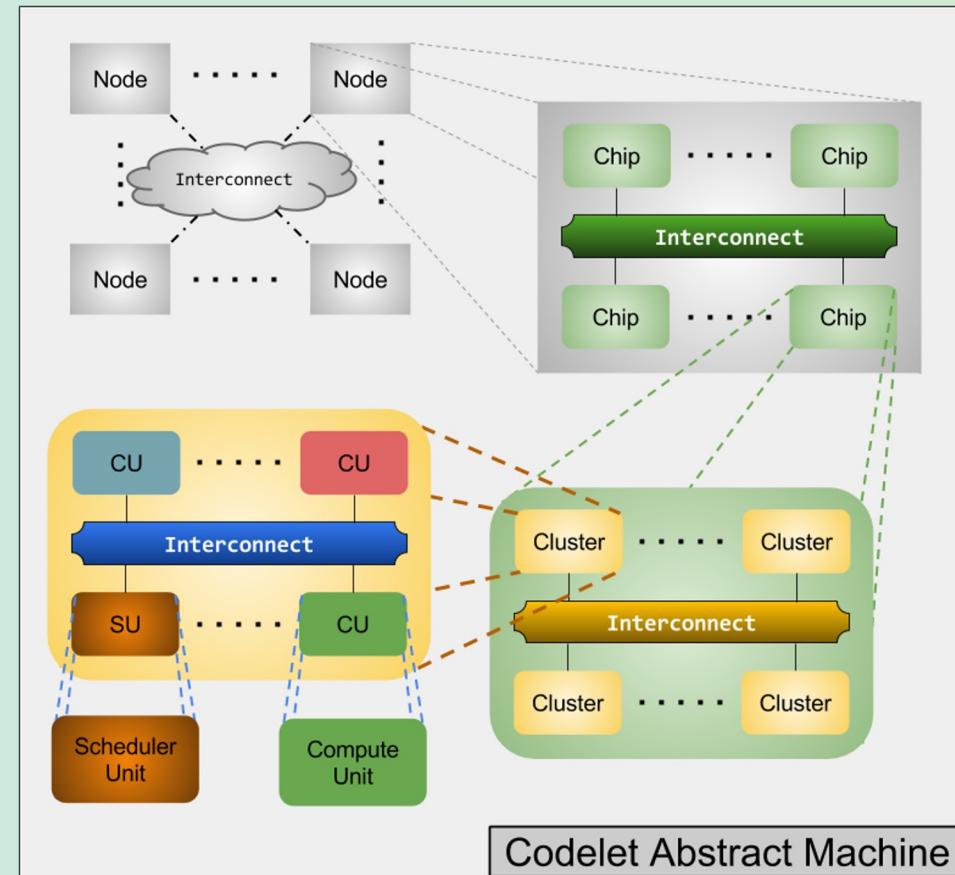 Node
Node
Interconnect
Node
Node
Chip
Chip
Interconnect
Chip
Chip
CU
CU
Interconnect
SU
CU
Scheduler
Unit
Compute
Unit
Cluster
Cluster
Interconnect
Cluster
Cluster
Codelet Abstract Machine